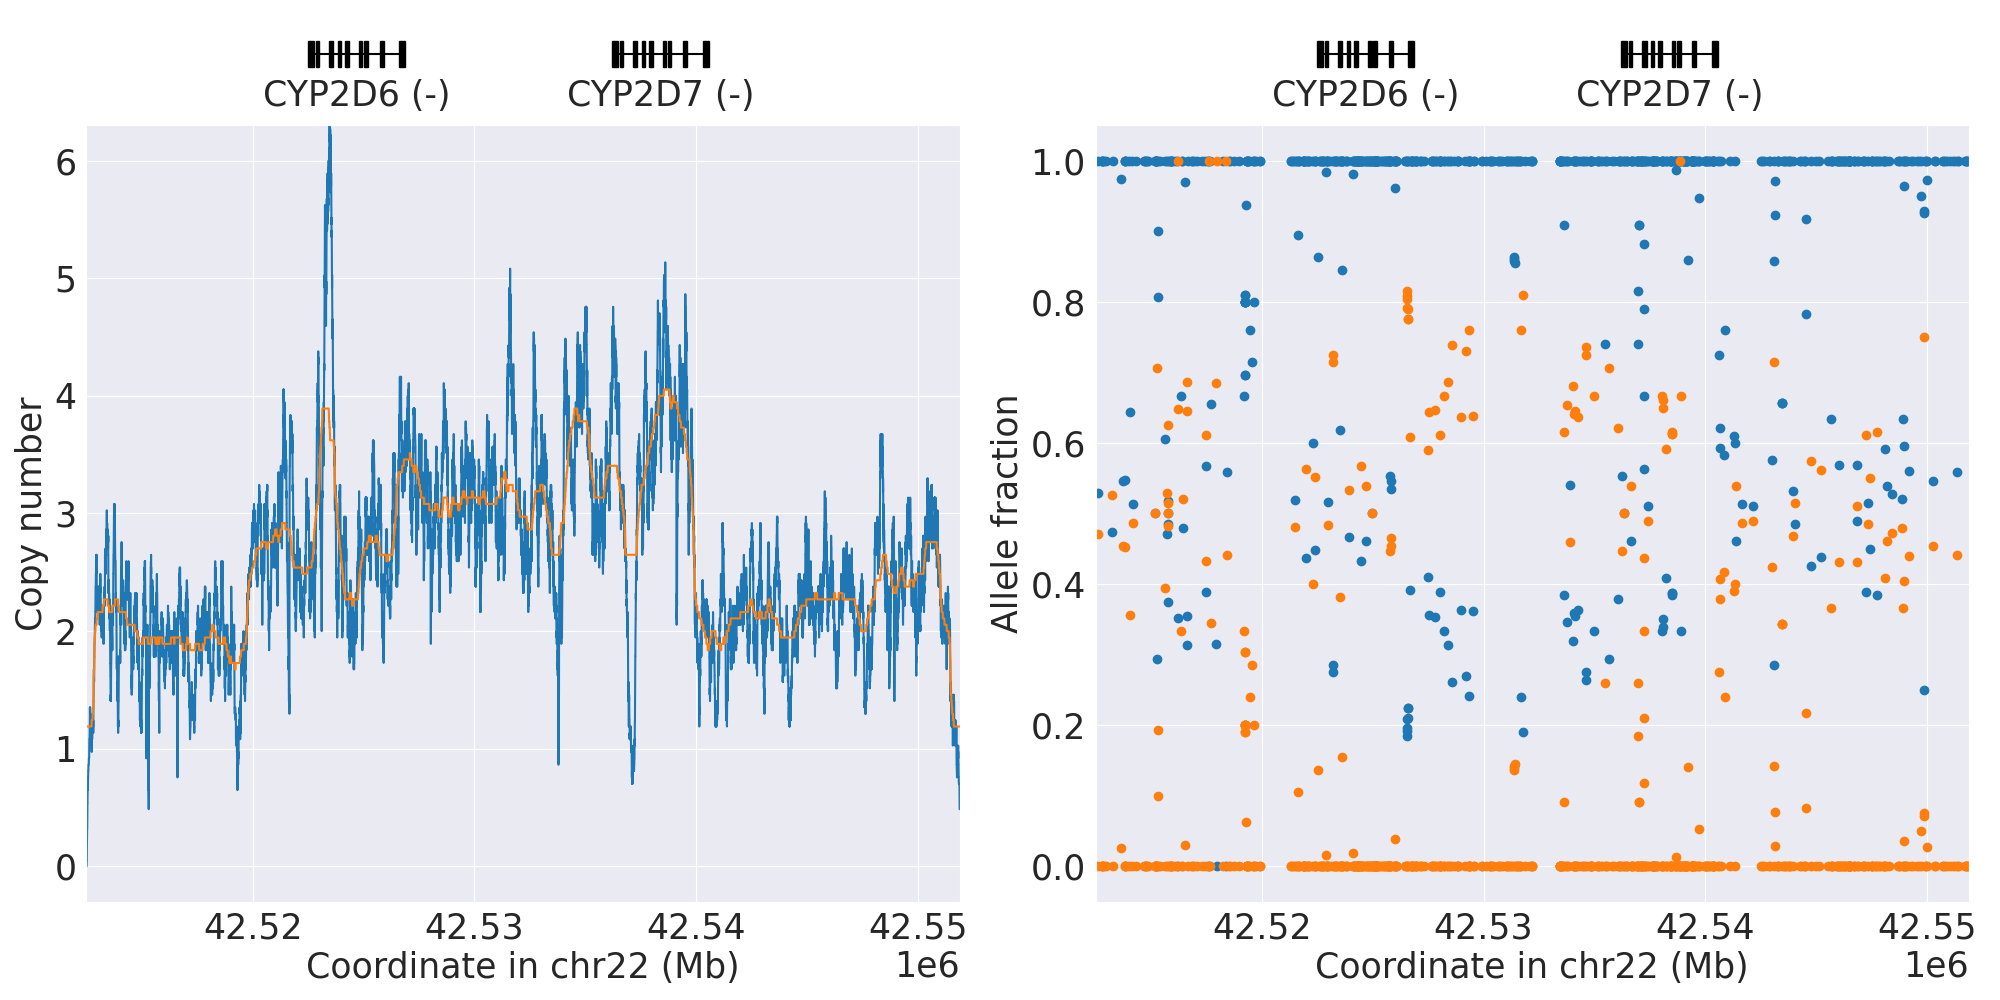 CYP2D6 (-) CYP2D7 (-)
6
5
4
3
2
1
0
Copy number
42.52 42.53 42.54 42.55
Coordinate in chr22 (Mb)
1e6
CYP2D6 (-) CYP2D7 (-)
1.0
0.8
0.6
0.4
0.2
0.0
Allele fraction
42.52 42.53 42.54 42.55
Coordinate in chr22 (Mb)
1e6